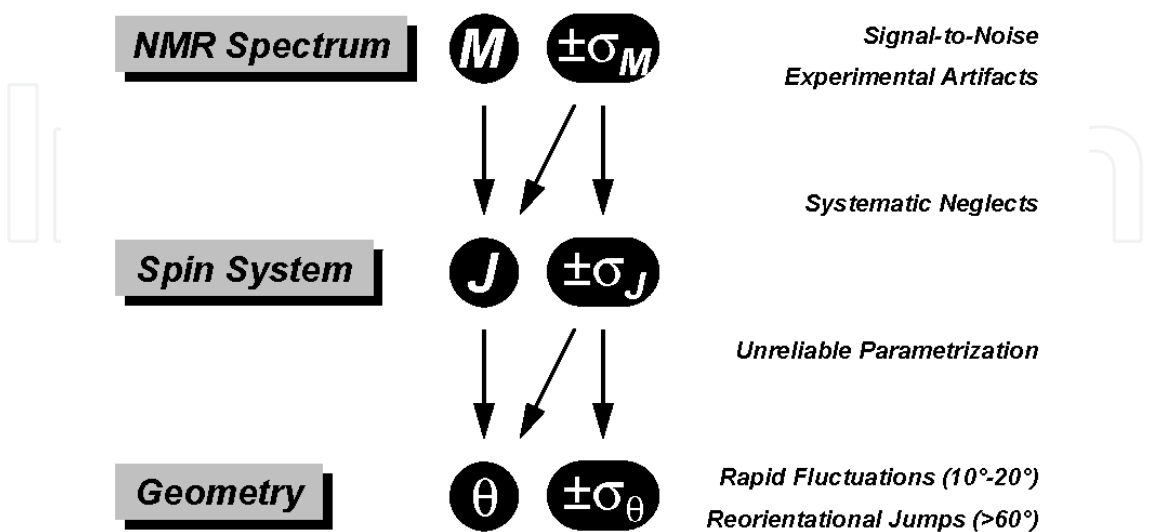 NMR Spectrum M ±σM Signal-to-Noise
Experimental Artifacts
Systematic Neglects
Spin System J ±σJ
Unreliable Parametrization
Geometry θ ±σθ Rapid Fluctuations (10°-20°)
Reorientational Jumps (>60°)